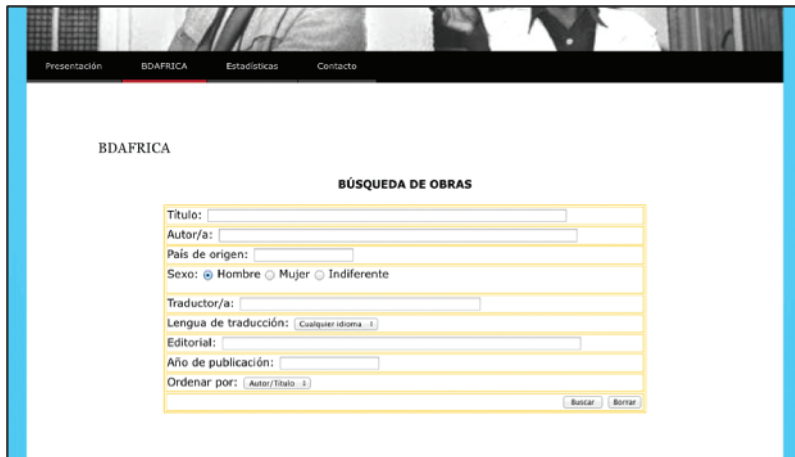 Presentación BDAFRICA Estadísticas Contacto
BDAFRICA
BÚSQUEDA DE OBRAS
Título:
Autor/a:
País de origen:
Sexo: Hombre Mujer Indiferente
Traductor/a:
Lengua de traducción: Cualquier idioma
Editorial:
Año de publicación:
Ordenar por: Autor/Título
Buscar Borrar